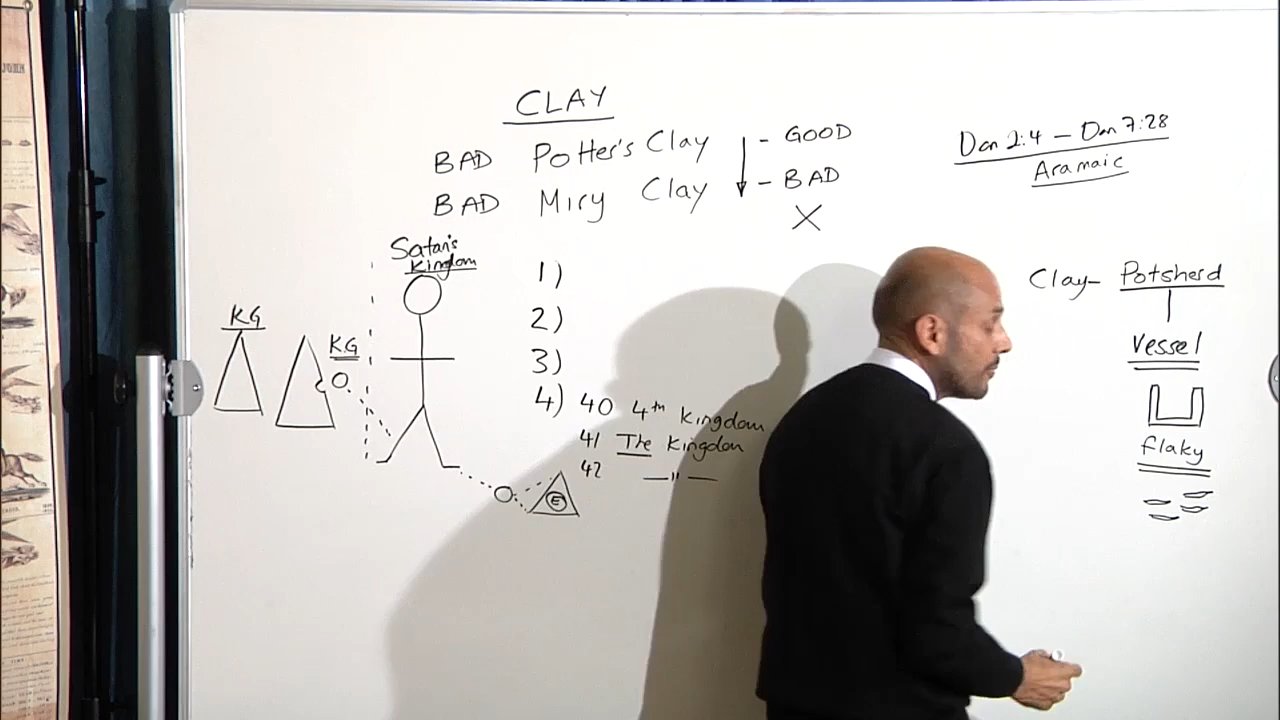 CLAY
BAD Potter's Clay - GOOD
BAD Miry Clay - BAD
X
Dan 2:4 - Dan 7:28
Aramaic
Satan's
Kingdom
KG
KG
1)
2)
3)
4) 40 4th kingdom
41 The Kingdom
42 —"—
E
Clay- Potsherd
Vessel
flaky